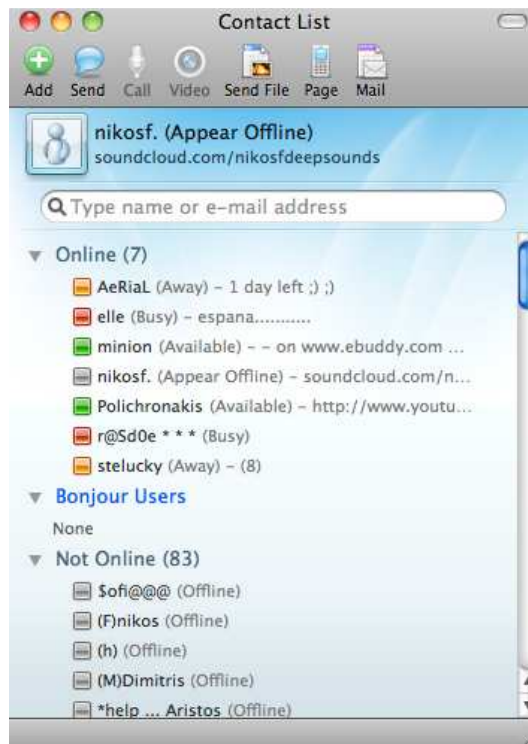 Contact List
Add Send Call Video Send File Page Mail
nikosf. (Appear Offline)
soundcloud.com/nikosfdeepsounds
Type name or e-mail address
Online (7)
AeRiaL (Away) – 1 day left ;) ;)
elle (Busy) – espana...........
minion (Available) – – on www.ebuddy.com ...
nikosf. (Appear Offline) – soundcloud.com/n...
Polichronakis (Available) – http://www.youtu...
r@Sd0e * * * (Busy)
stelucky (Away) – (8)
Bonjour Users
None
Not Online (83)
$ofi@@@ (Offline)
(F)nikos (Offline)
(h) (Offline)
(M)Dimitris (Offline)
*help ... Aristos (Offline)